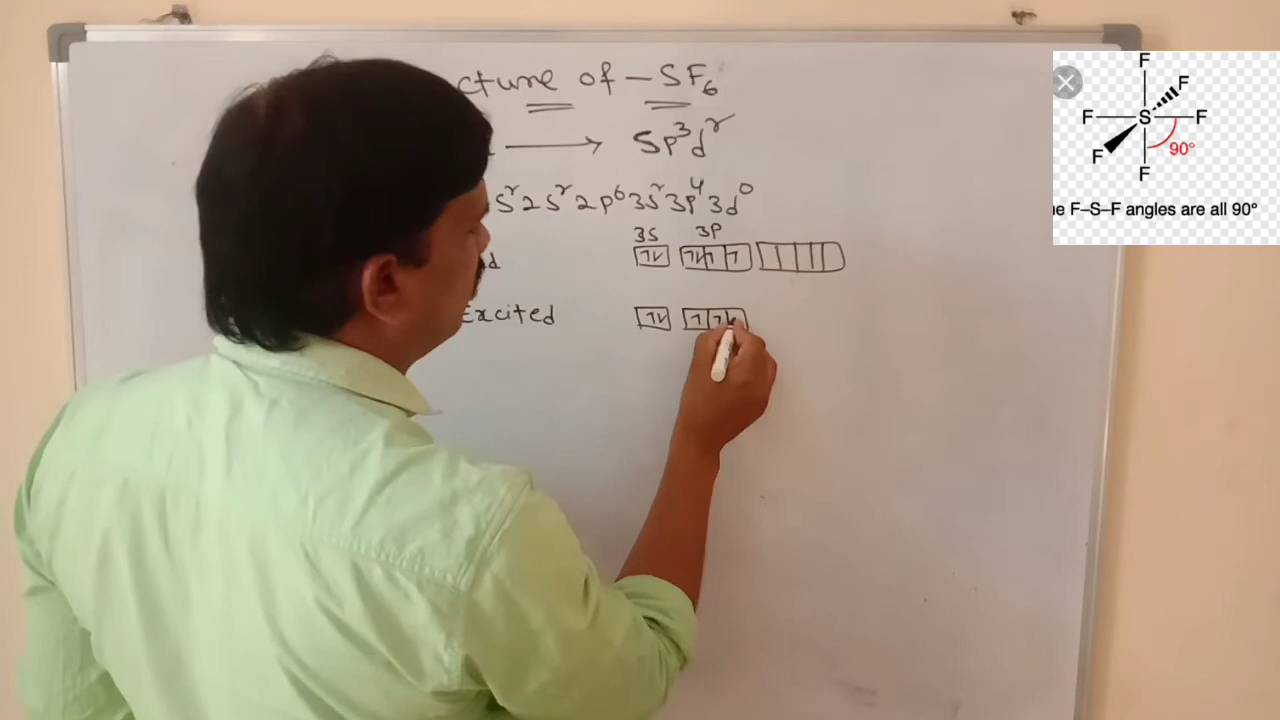 cture of - SF6
→ SP³d²
S² 2S² 2P⁶ 3S² 3P⁴ 3d⁰
3S 3P
d
Excited
F
F
F S F
F 90°
F
e F–S–F angles are all 90°